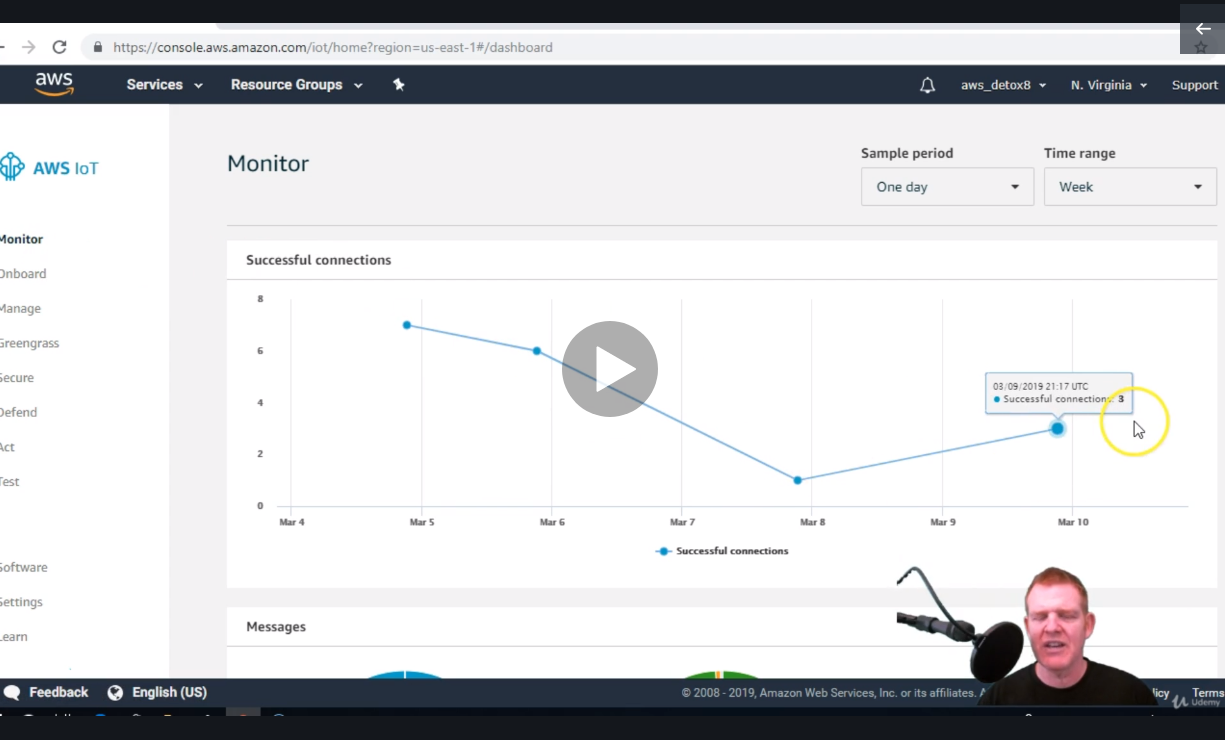 https://console.aws.amazon.com/iot/home?region=us-east-1#/dashboard
aws Services Resource Groups aws_detox8 N. Virginia Support
AWS IoT
Monitor
Sample period Time range
One day Week
Monitor
Onboard
Manage
Greengrass
Secure
Defend
Act
Test
Software
Settings
Learn
Successful connections
8
6
4
2
0
03/09/2019 21:17 UTC
Successful connections: 3
Mar 4 Mar 5 Mar 6 Mar 7 Mar 8 Mar 9 Mar 10
Successful connections
Messages
Feedback English (US) © 2008 - 2019, Amazon Web Services, Inc. or its affiliates. A licy Terms
Udemy